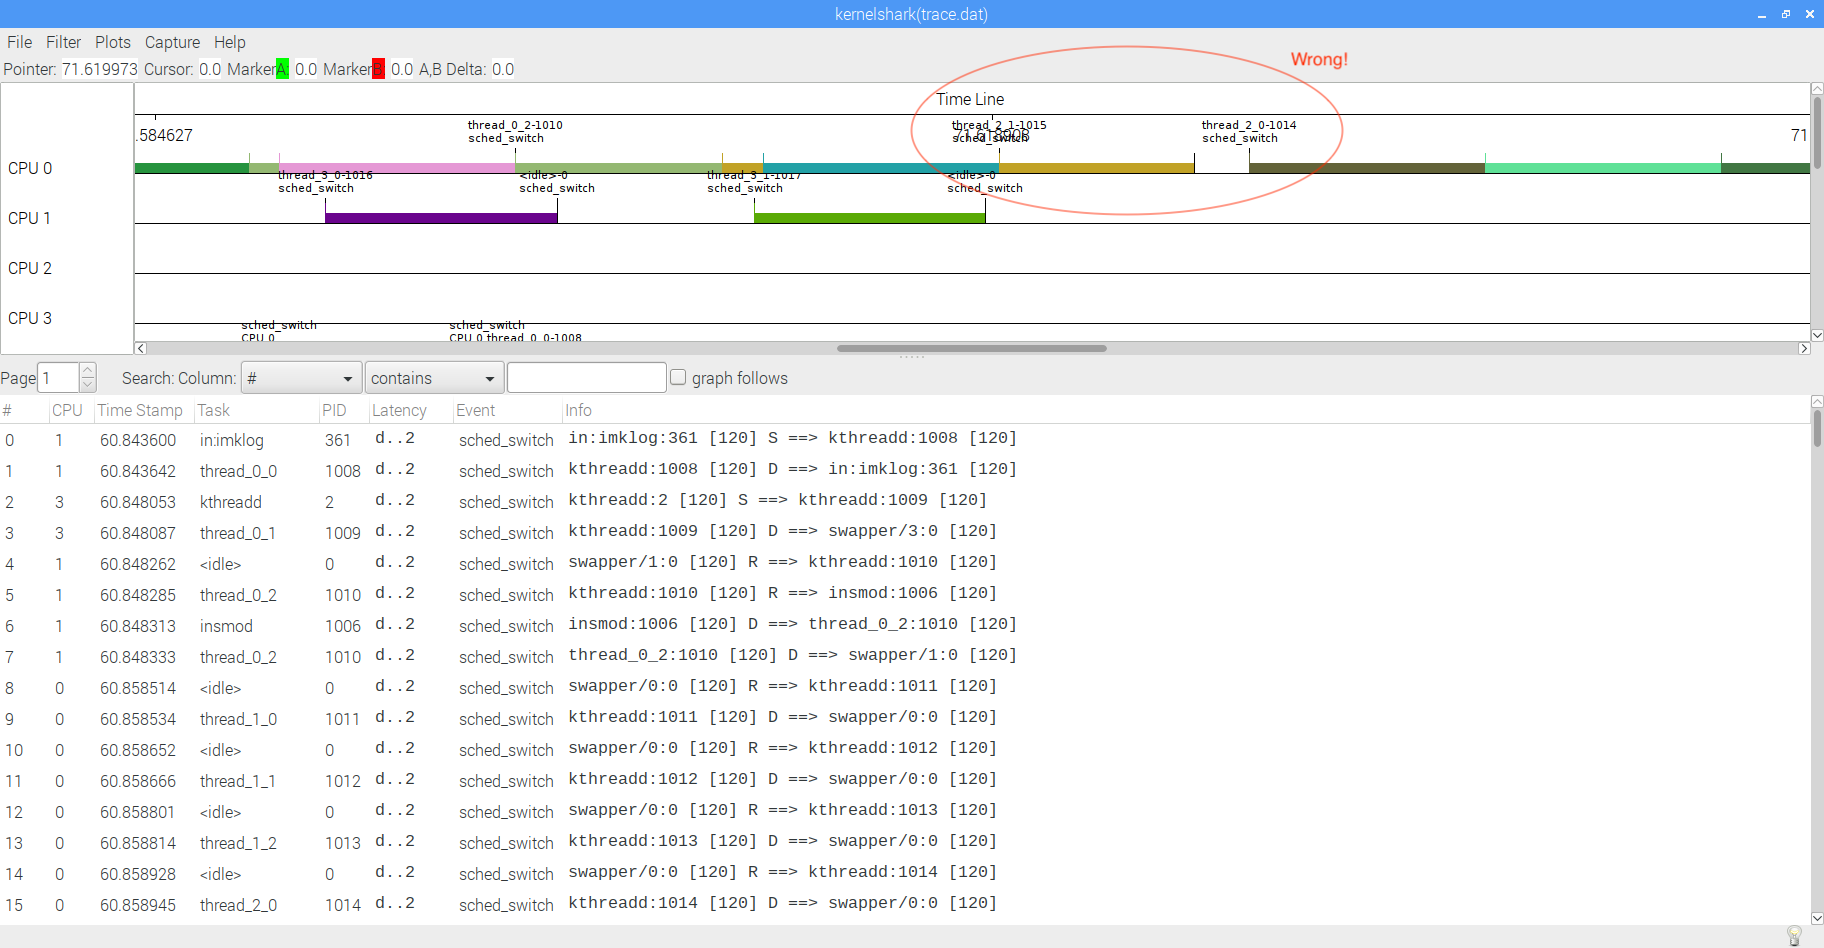 kernelshark(trace.dat)
File Filter Plots Capture Help
Pointer: 71.619973 Cursor: 0.0 MarkerA: 0.0 MarkerB: 0.0 A,B Delta: 0.0
Wrong!
Time Line
.584627 71.618908 71
thread_0_2-1010 thread_2_1-1015 thread_2_0-1014
sched_switch sched_switch sched_switch
CPU 0
thread_3_0-1016 <idle>-0 thread_3_1-1017 <idle>-0
sched_switch sched_switch sched_switch sched_switch
CPU 1
CPU 2
CPU 3
sched_switch sched_switch
CPU 0 CPU 0 thread_0_0-1008
Page 1 Search: Column: # contains graph follows
# CPU Time Stamp Task PID Latency Event Info
0 1 60.843600 in:imklog 361 d..2 sched_switch in:imklog:361 [120] S ==> kthreadd:1008 [120]
1 1 60.843642 thread_0_0 1008 d..2 sched_switch kthreadd:1008 [120] D ==> in:imklog:361 [120]
2 3 60.848053 kthreadd 2 d..2 sched_switch kthreadd:2 [120] S ==> kthreadd:1009 [120]
3 3 60.848087 thread_0_1 1009 d..2 sched_switch kthreadd:1009 [120] D ==> swapper/3:0 [120]
4 1 60.848262 <idle> 0 d..2 sched_switch swapper/1:0 [120] R ==> kthreadd:1010 [120]
5 1 60.848285 thread_0_2 1010 d..2 sched_switch kthreadd:1010 [120] R ==> insmod:1006 [120]
6 1 60.848313 insmod 1006 d..2 sched_switch insmod:1006 [120] D ==> thread_0_2:1010 [120]
7 1 60.848333 thread_0_2 1010 d..2 sched_switch thread_0_2:1010 [120] D ==> swapper/1:0 [120]
8 0 60.858514 <idle> 0 d..2 sched_switch swapper/0:0 [120] R ==> kthreadd:1011 [120]
9 0 60.858534 thread_1_0 1011 d..2 sched_switch kthreadd:1011 [120] D ==> swapper/0:0 [120]
10 0 60.858652 <idle> 0 d..2 sched_switch swapper/0:0 [120] R ==> kthreadd:1012 [120]
11 0 60.858666 thread_1_1 1012 d..2 sched_switch kthreadd:1012 [120] D ==> swapper/0:0 [120]
12 0 60.858801 <idle> 0 d..2 sched_switch swapper/0:0 [120] R ==> kthreadd:1013 [120]
13 0 60.858814 thread_1_2 1013 d..2 sched_switch kthreadd:1013 [120] D ==> swapper/0:0 [120]
14 0 60.858928 <idle> 0 d..2 sched_switch swapper/0:0 [120] R ==> kthreadd:1014 [120]
15 0 60.858945 thread_2_0 1014 d..2 sched_switch kthreadd:1014 [120] D ==> swapper/0:0 [120]